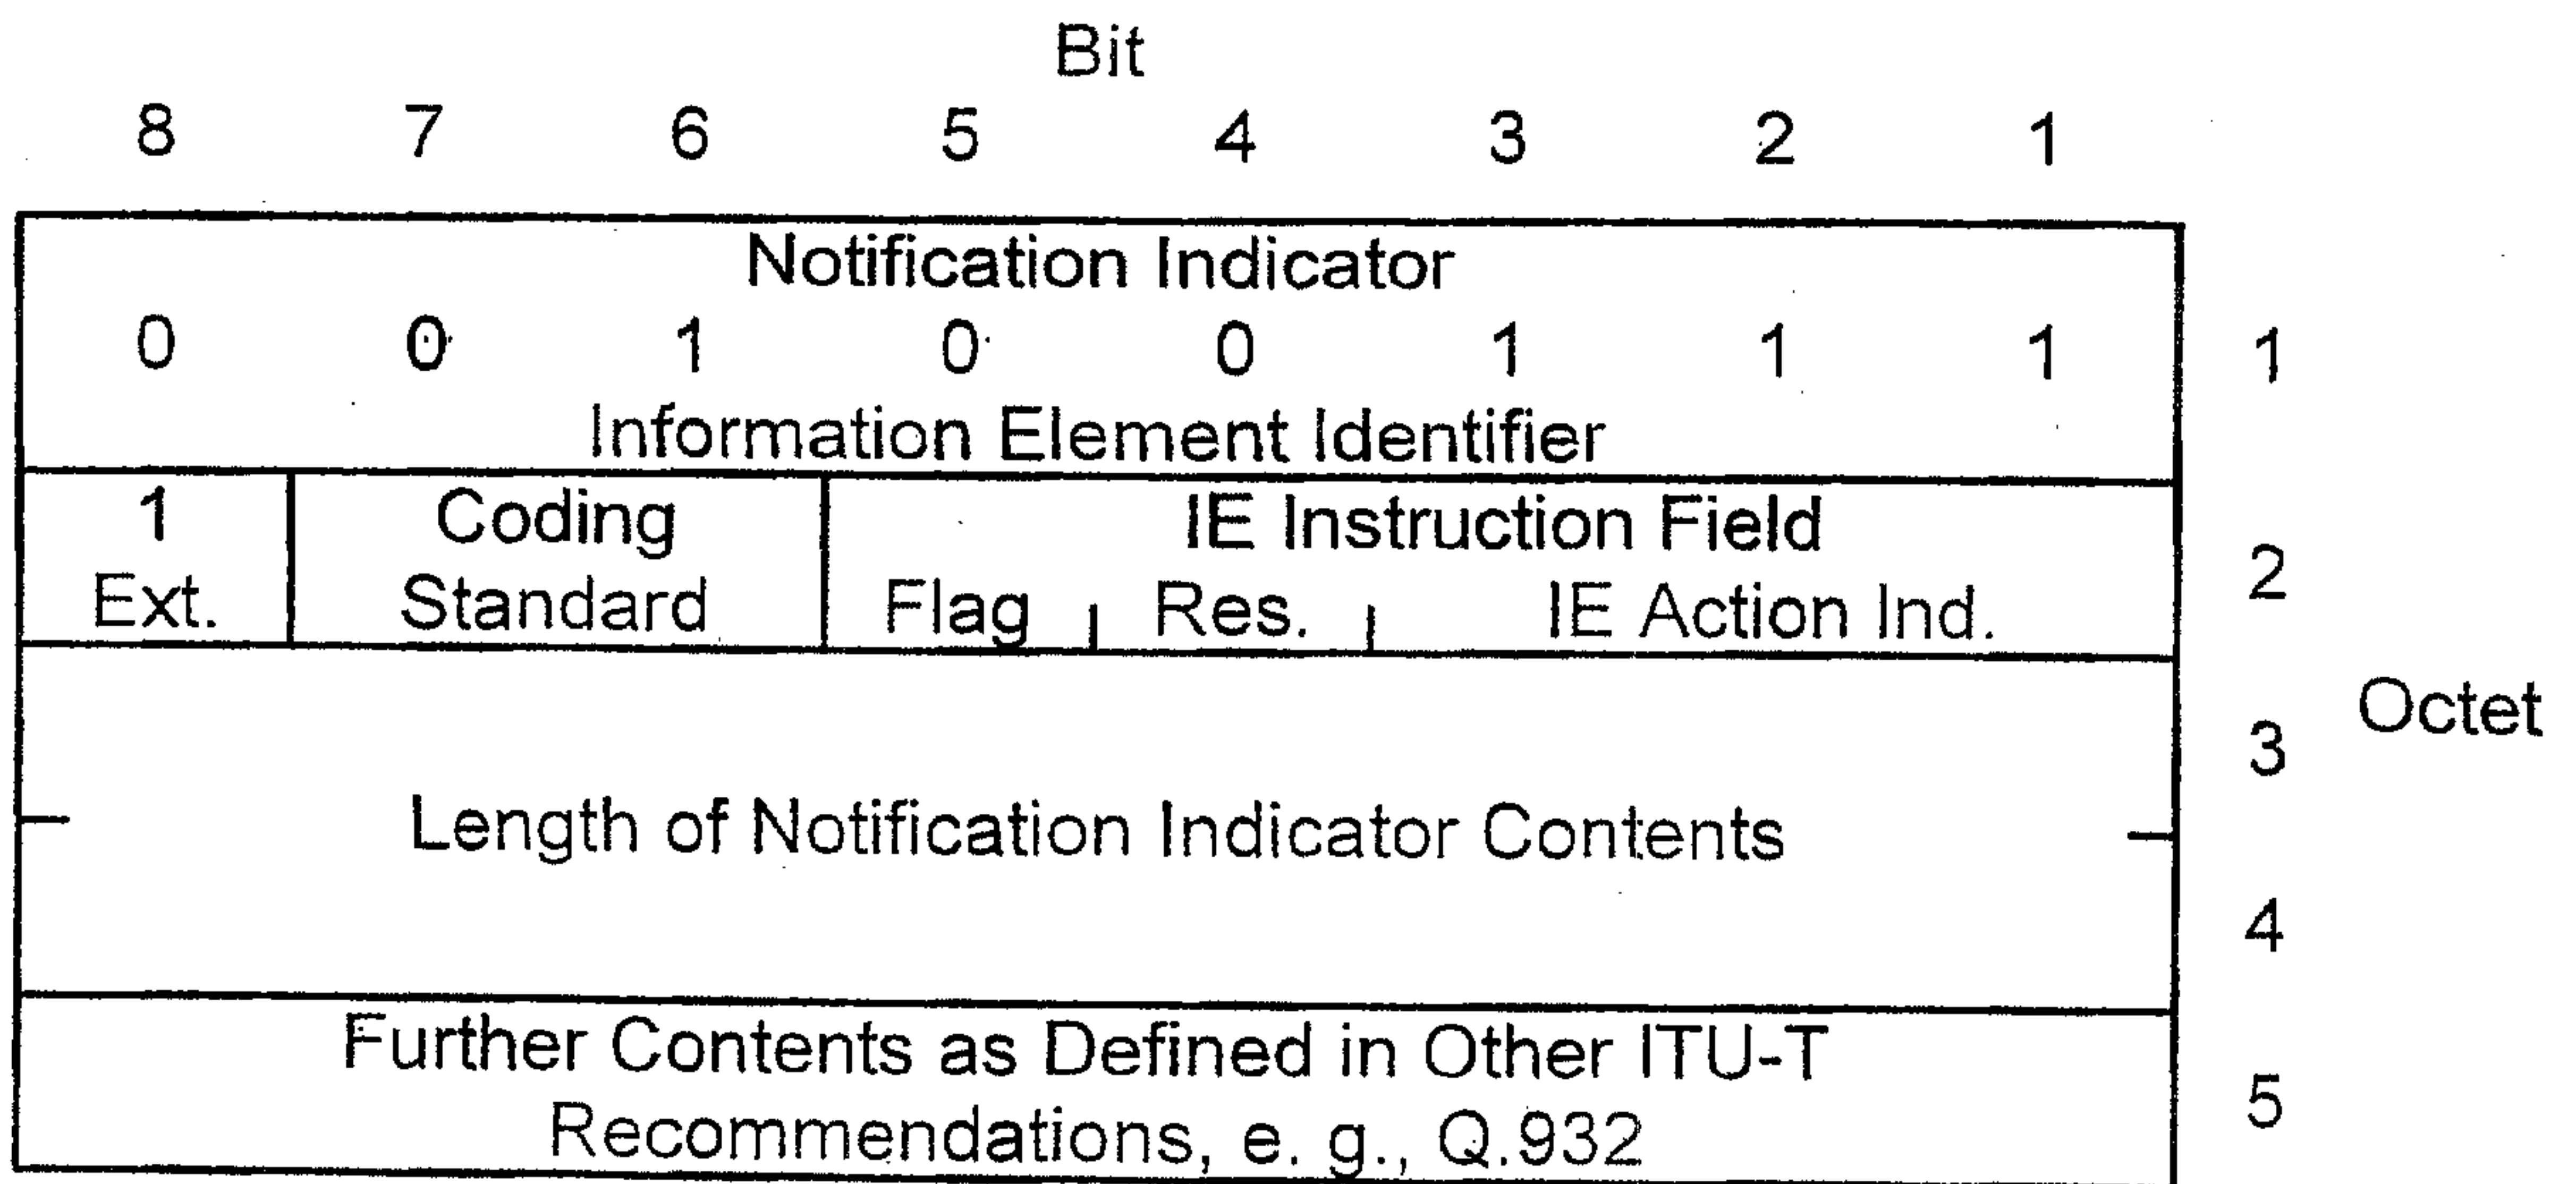 Bit
8 7 6 5 4 3 2 1
Notification Indicator
0 0 1 0 0 1 1 1 1
Information Element Identifier
1 Coding IE Instruction Field
Ext. Standard Flag Res. IE Action Ind. 2
Octet
3
Length of Notification Indicator Contents
4
Further Contents as Defined in Other ITU-T
5
Recommendations, e. g., Q.932